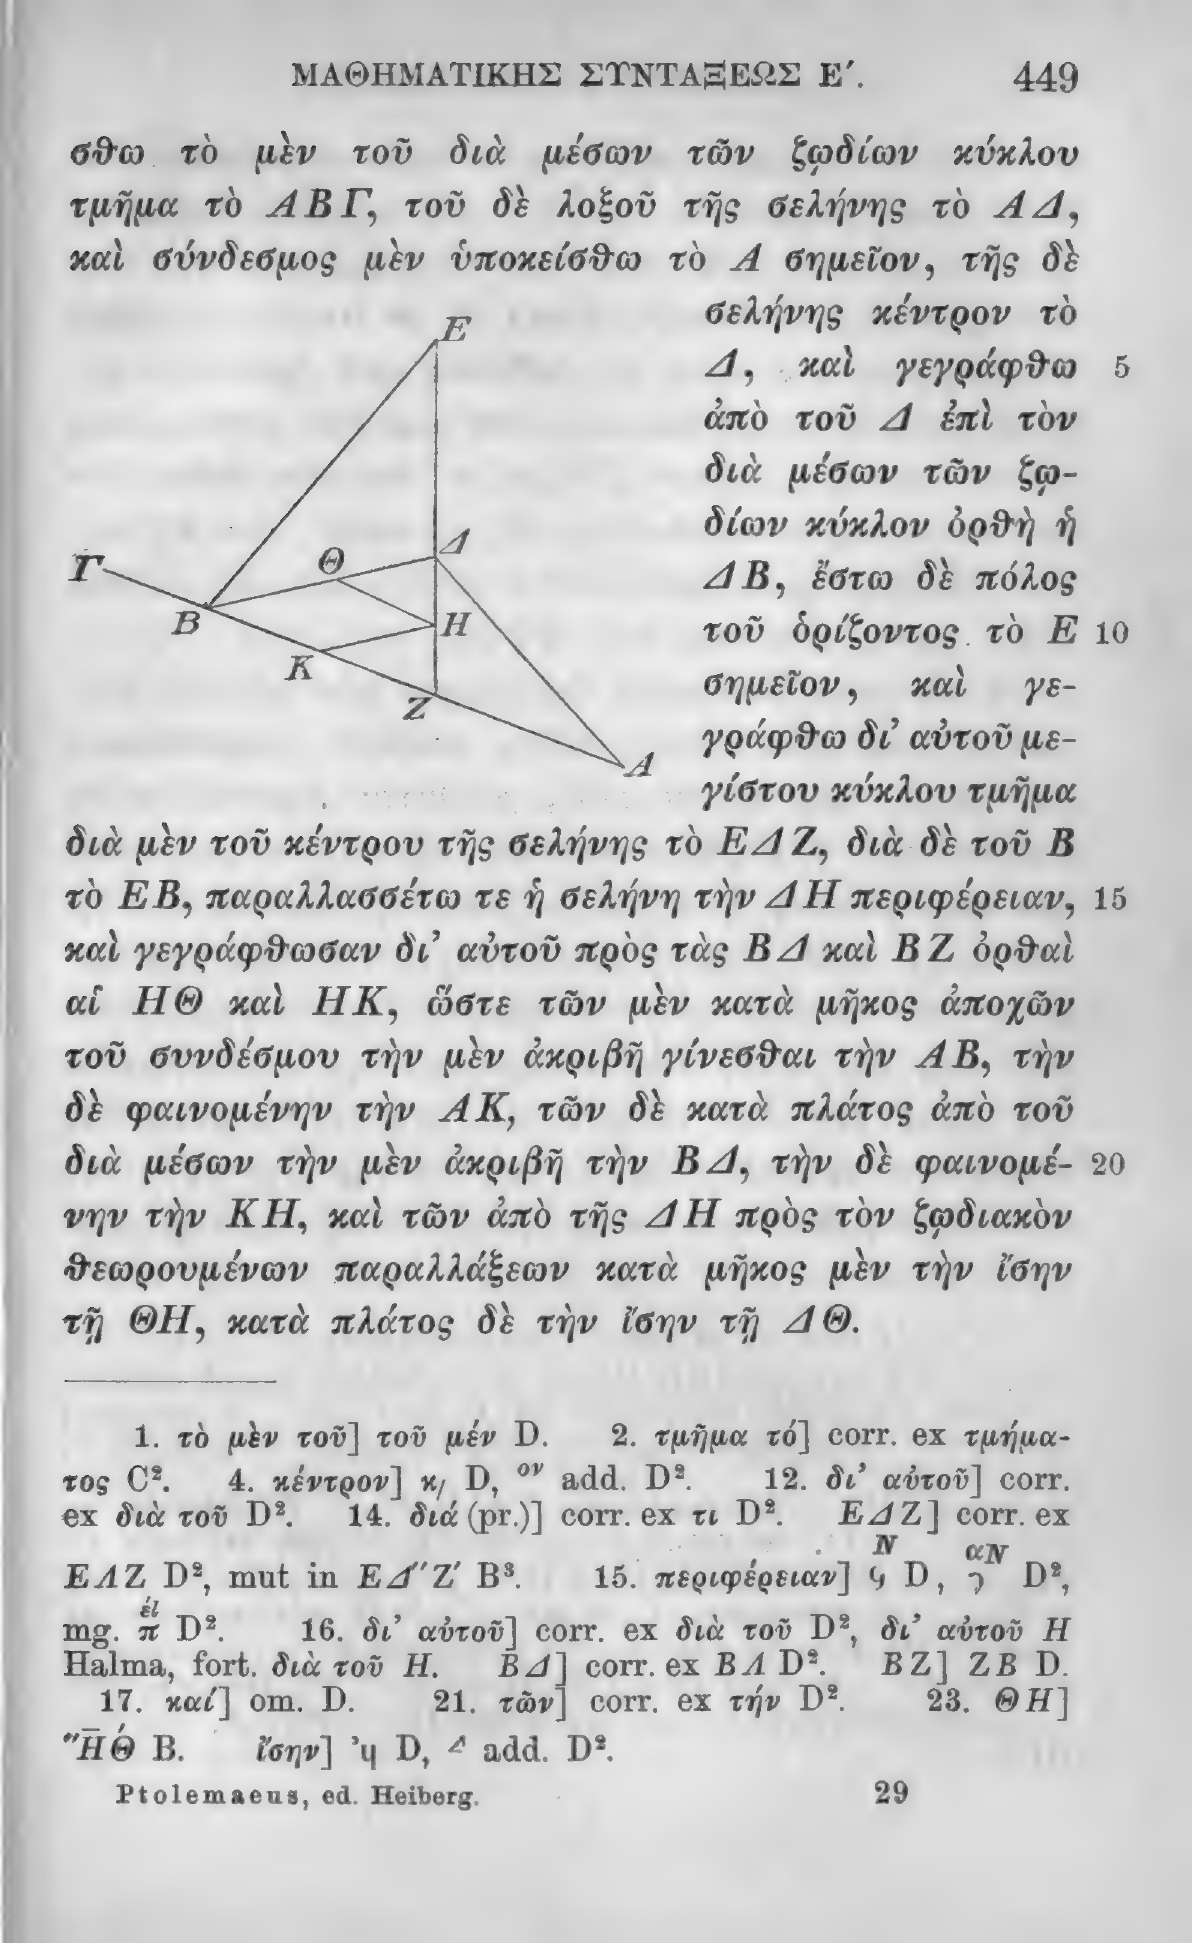 ΜΑΘΗΜΑΤΙΚΗΣ ΣΥΝΤΑΞΕΩΣ Ε′. 449
σθω τὸ μὲν τοῦ διὰ μέσων τῶν ζῳδίων κύκλου
τμῆμα τὸ ΑΒΓ, τοῦ δὲ λοξοῦ τῆς σελήνης τὸ ΑΔ,
καὶ σύνδεσμος μὲν ὑποκείσθω τὸ Α σημεῖον, τῆς δὲ
σελήνης κέντρον τὸ
Δ, καὶ γεγράφθω 5
ἀπὸ τοῦ Δ ἐπὶ τὸν
διὰ μέσων τῶν ζῳ-
δίων κύκλον ὀρθὴ ἡ
ΔΒ, ἔστω δὲ πόλος
τοῦ ὁρίζοντος τὸ Ε 10
σημεῖον, καὶ γε-
γράφθω δι’ αὐτοῦ με-
γίστου κύκλου τμῆμα
Ε
Δ
Θ
Γ
Β
Η
Κ
Ζ
Α
διὰ μὲν τοῦ κέντρου τῆς σελήνης τὸ ΕΔΖ, διὰ δὲ τοῦ Β
τὸ ΕΒ, παραλλασσέτω τε ἡ σελήνη τὴν ΔΗ περιφέρειαν, 15
καὶ γεγράφθωσαν δι’ αὐτοῦ πρὸς τὰς ΒΔ καὶ ΒΖ ὀρθαὶ
αἱ ΗΘ καὶ ΗΚ, ὥστε τῶν μὲν κατὰ μῆκος ἀποχῶν
τοῦ συνδέσμου τὴν μὲν ἀκριβῆ γίνεσθαι τὴν ΑΒ, τὴν
δὲ φαινομένην τὴν ΑΚ, τῶν δὲ κατὰ πλάτος ἀπὸ τοῦ
διὰ μέσων τὴν μὲν ἀκριβῆ τὴν ΒΔ, τὴν δὲ φαινομέ- 20
νην τὴν ΚΗ, καὶ τῶν ἀπὸ τῆς ΔΗ πρὸς τὸν ζῳδιακὸν
θεωρουμένων παραλλάξεων κατὰ μῆκος μὲν τὴν ἴσην
τῇ ΘΗ, κατὰ πλάτος δὲ τὴν ἴσην τῇ ΔΘ.
1. τὸ μὲν τοῦ] τοῦ μέν D. 2. τμῆμα τό] corr. ex τμήμα-
τος C². 4. κέντρον] κ/ D, ον add. D². 12. δι’ αὐτοῦ] corr.
ex διὰ τοῦ D². 14. διά (pr.)] corr. ex τι D². ΕΔΖ] corr. ex
ΕΛΖ D², mut in ΕΔ″Ζ′ B³. 15. περιφέρειαν] D, D²,
mg. D². 16. δι’ αὐτοῦ] corr. ex διὰ τοῦ D², δι’ αὐτοῦ Η
Halma, fort. διὰ τοῦ Η. ΒΔ] corr. ex ΒΛ D². ΒΖ] ΖΒ D.
17. καί] om. D. 21. τῶν] corr. ex τήν D². 23. ΘΗ]
B. ἴσην] D, add. D².
Ptolemaeus, ed. Heiberg. 29